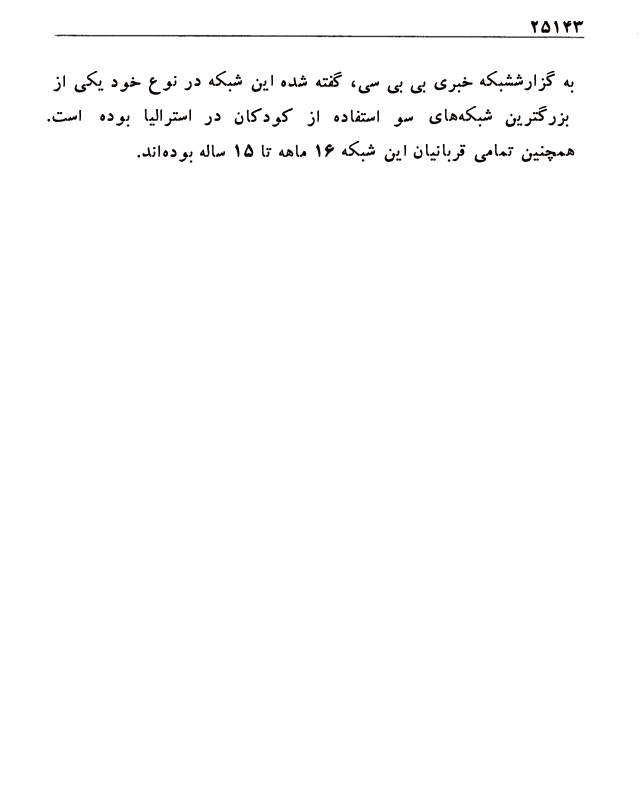 ۲۵۱۴۳
به گزارششبکه خبری بی بی سی، گفته شده این شبکه در نوع خود یکی از
بزرگترین شبکه‌های سو استفاده از کودکان در استرالیا بوده است.
همچنین تمامی قربانیان این شبکه ۱۶ ماهه تا ۱۵ ساله بوده‌اند.